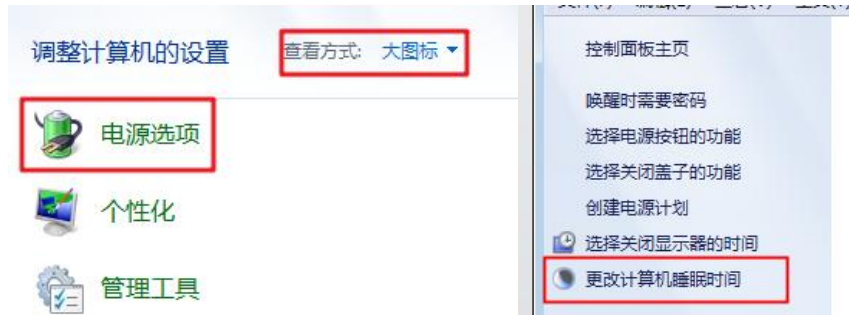 调整计算机的设置
查看方式: 大图标
电源选项
个性化
管理工具
控制面板主页
唤醒时需要密码
选择电源按钮的功能
选择关闭盖子的功能
创建电源计划
选择关闭显示器的时间
更改计算机睡眠时间